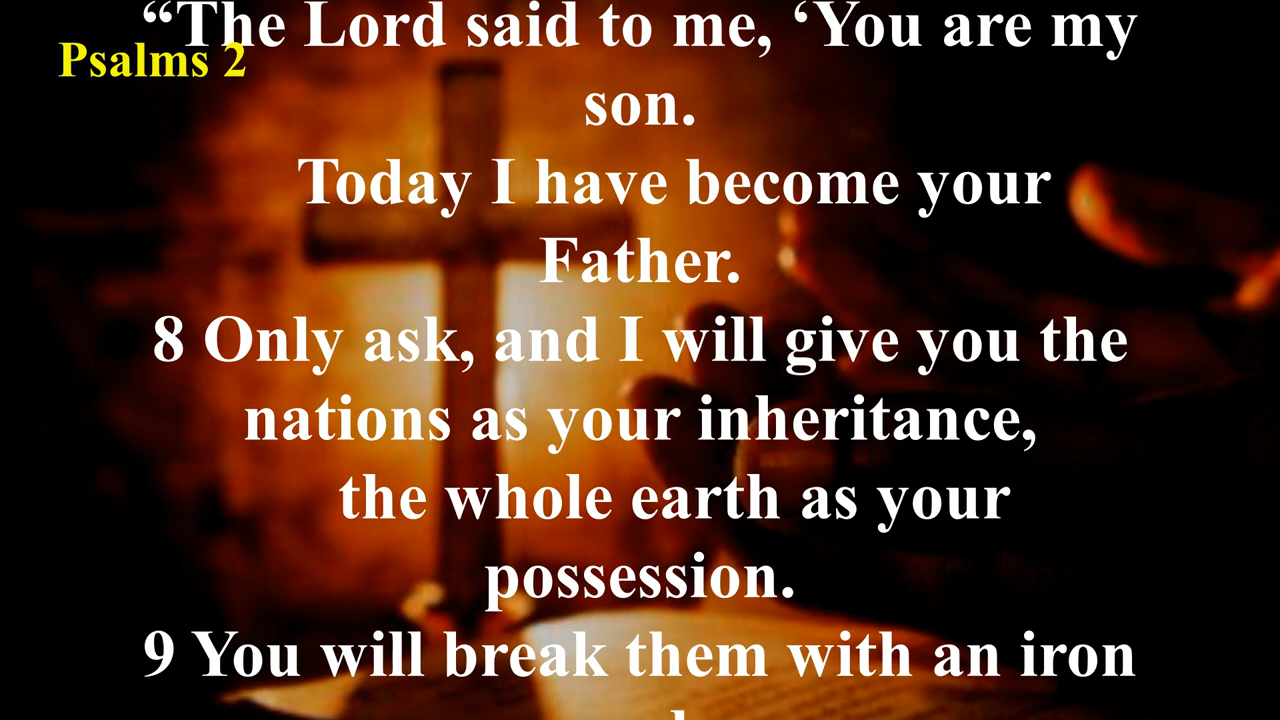 “The Lord said to me, ‘You are my
Psalms 2
son.
Today I have become your
Father.
8 Only ask, and I will give you the
nations as your inheritance,
the whole earth as your
possession.
9 You will break them with an iron